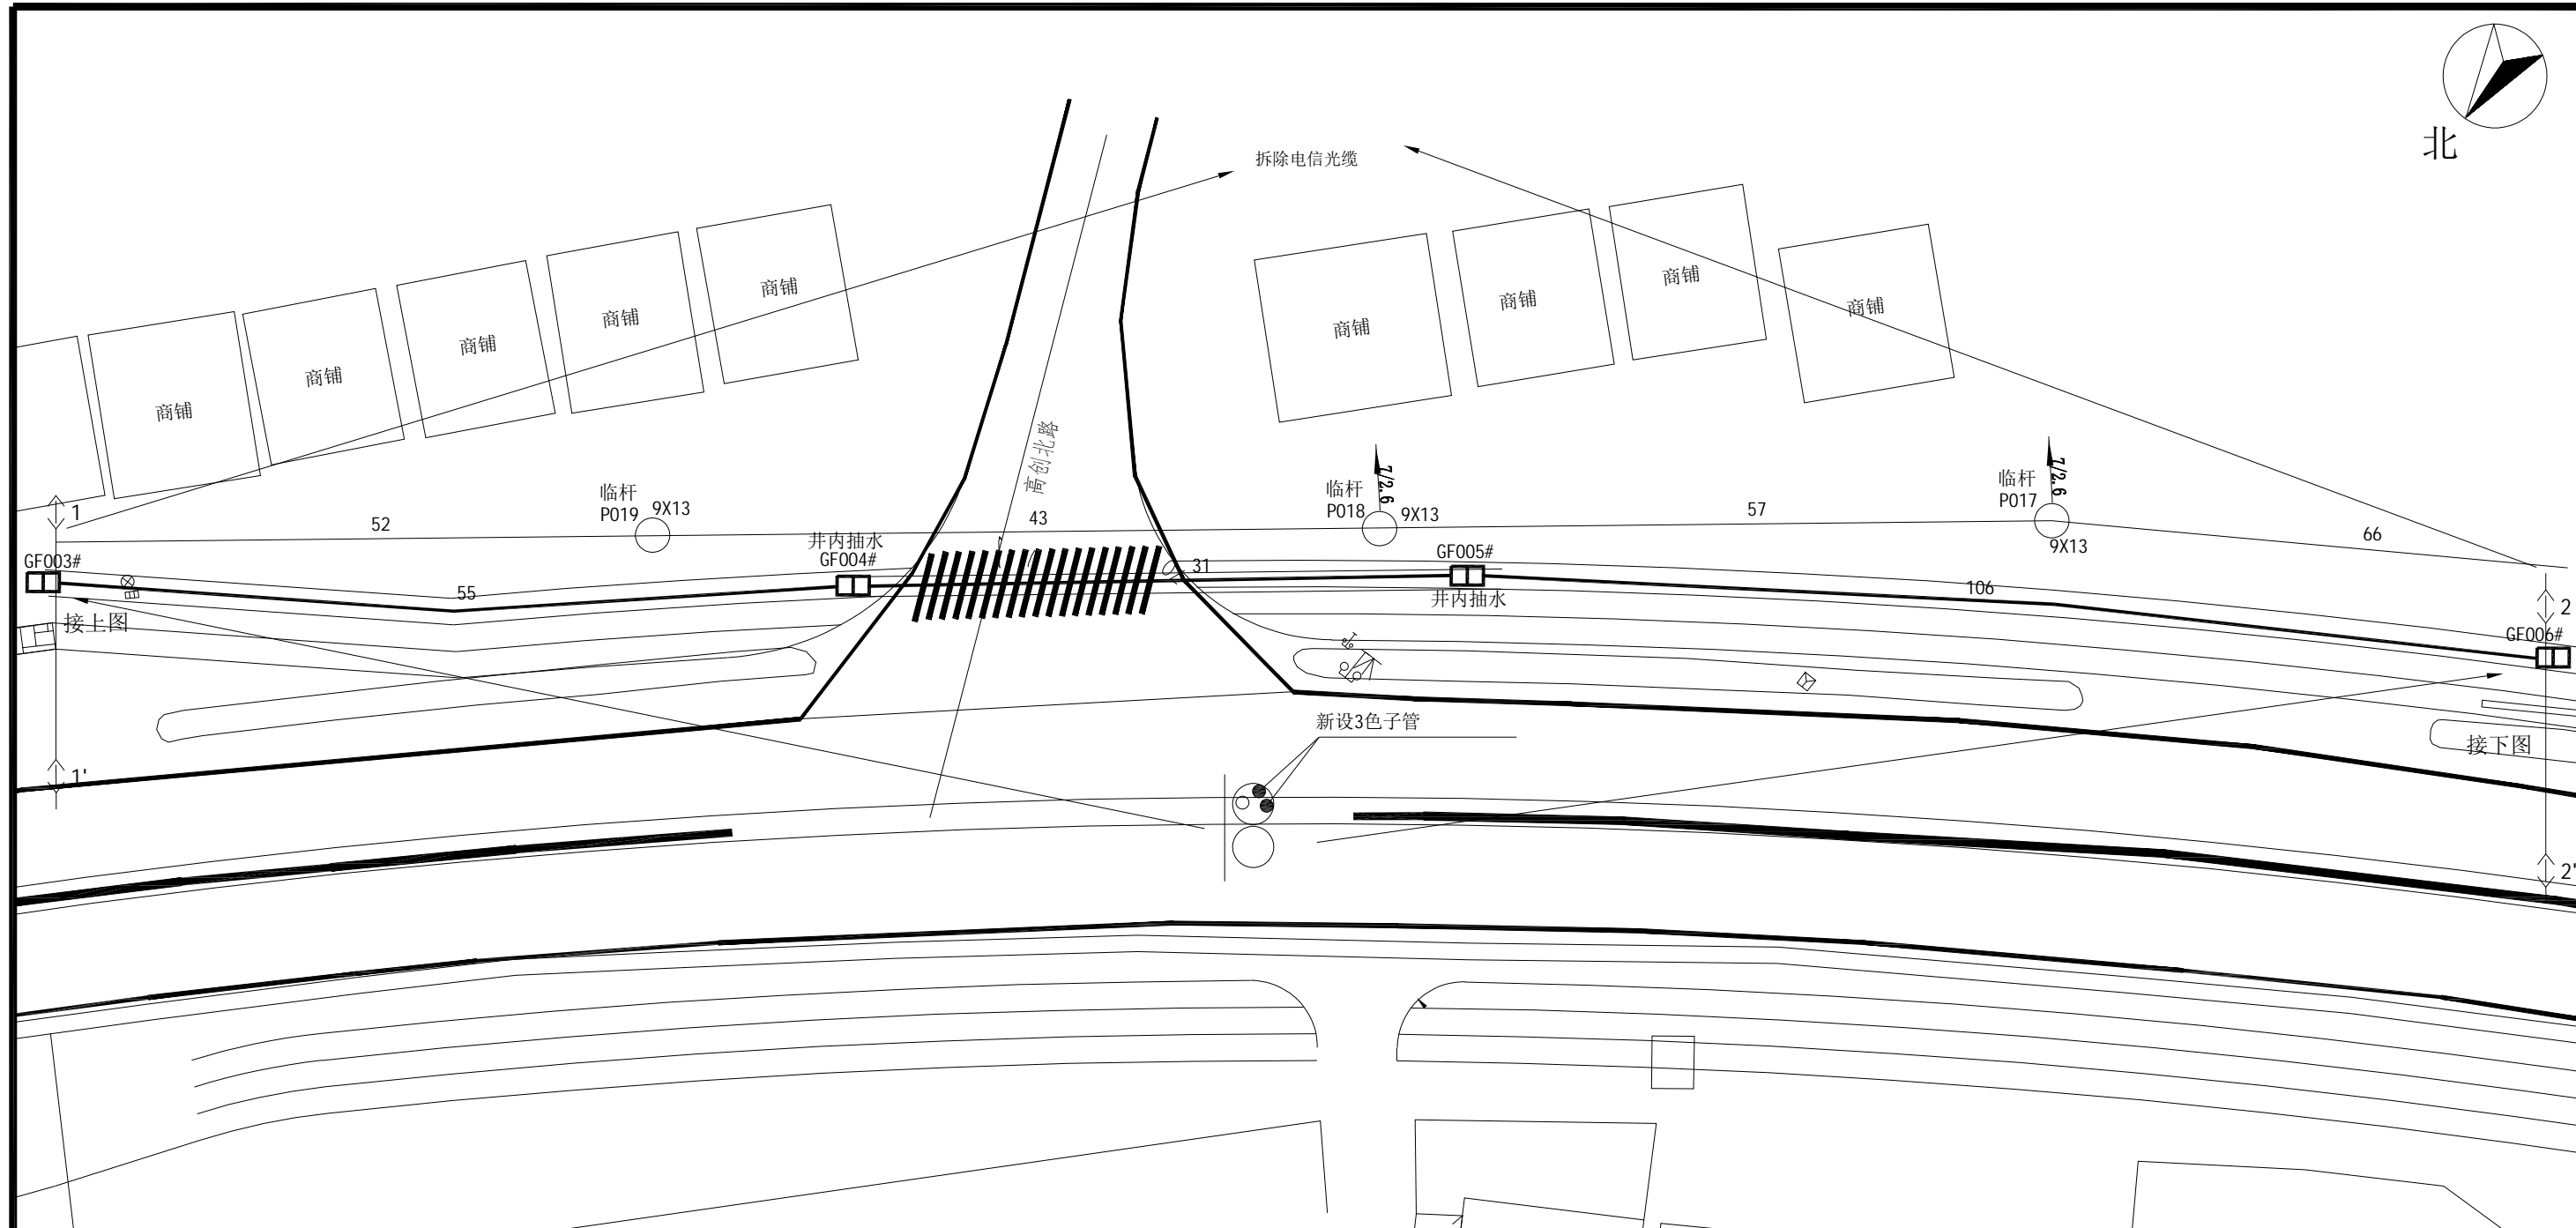 北
拆除电信光缆
商铺
商铺
商铺
商铺
商铺
商铺
商铺
商铺
商铺
高创北路
1
52
临杆
P019
9X13
43
临杆
P018
7/2.6
9X13
57
临杆
P017
7/2.6
9X13
66
GF003#
井内抽水
GF004#
31
GF005#
井内抽水
55
106
2
GF006#
接上图
新设3色子管
接下图
1'
2'